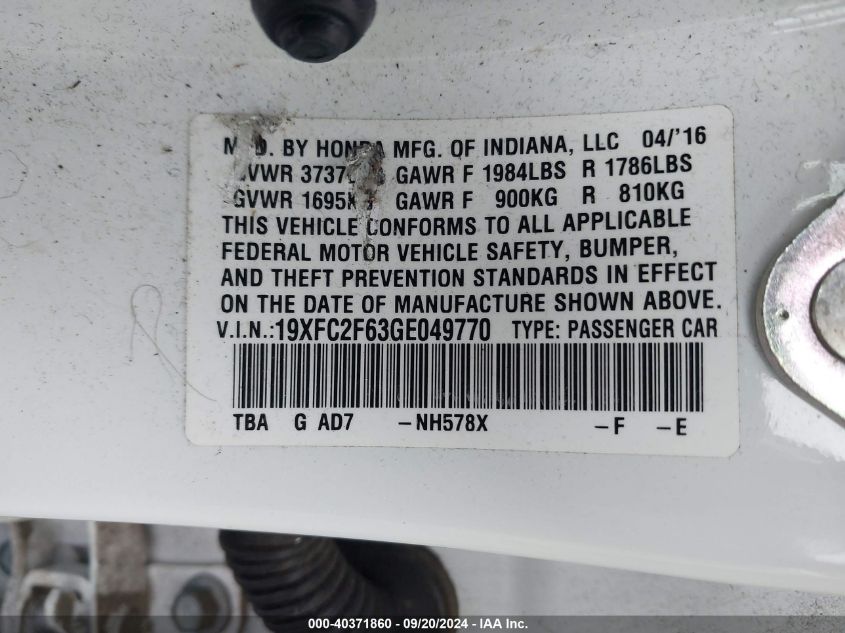 BY HONDA MFG. OF INDIANA, LLC 04/'16
GAWR F 1984LBS R 1786LBS
GVWR GAWR F 900KG R 810KG
THIS VEHICLE CONFORMS TO ALL APPLICABLE
FEDERAL MOTOR VEHICLE SAFETY, BUMPER,
AND THEFT PREVENTION STANDARDS IN EFFECT
ON THE DATE OF MANUFACTURE SHOWN ABOVE.
V.I.N.:19XFC2F63GE049770 TYPE: PASSENGER CAR
TBA G AD7 -NH578X -F -E
000-40371860 - 09/20/2024 - IAA Inc.